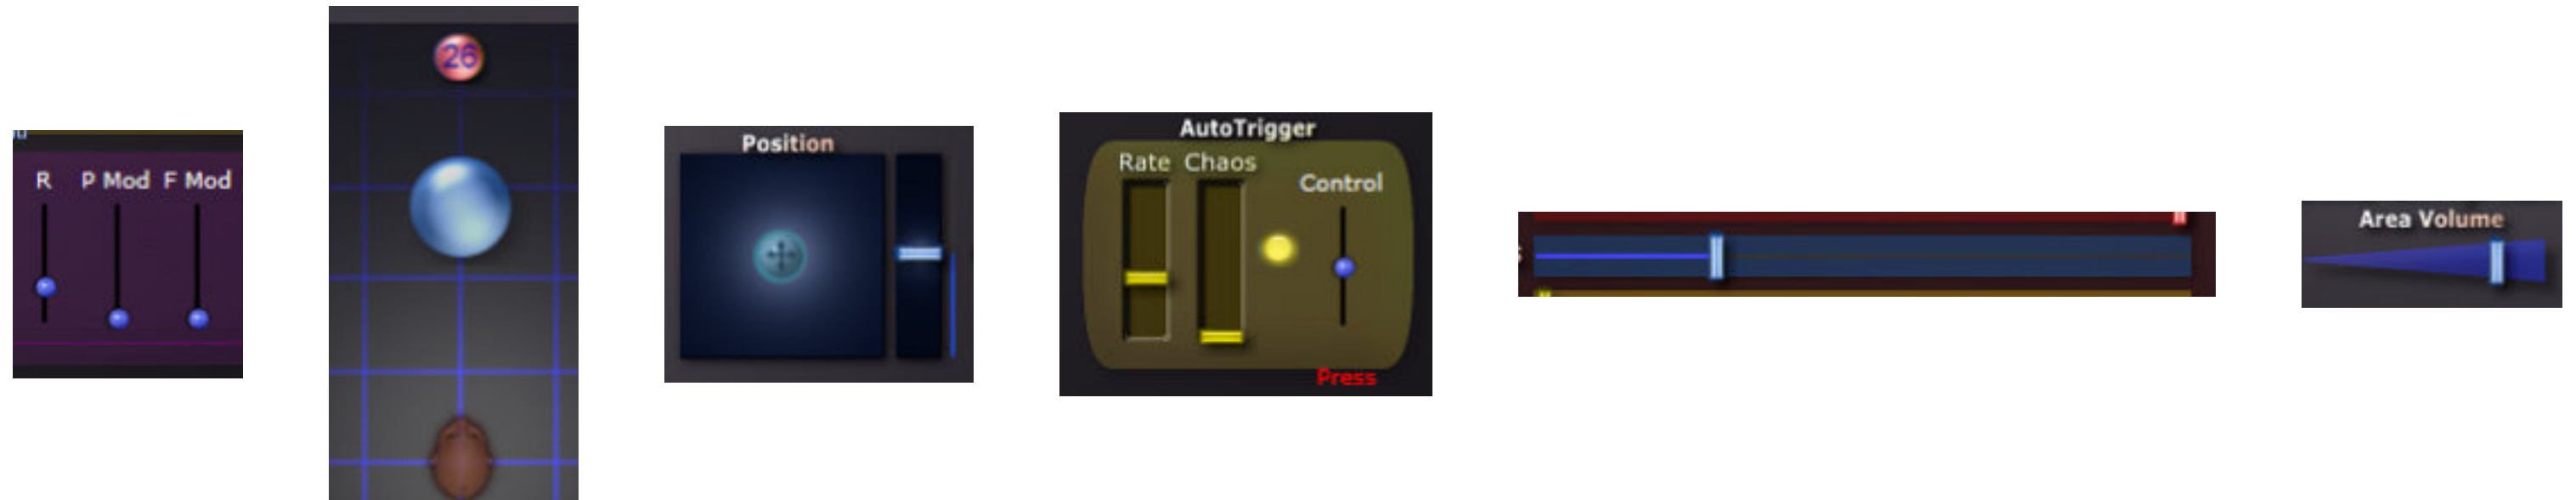 R P Mod F Mod
26
Position
AutoTrigger
Rate Chaos
Control
Press
Area Volume